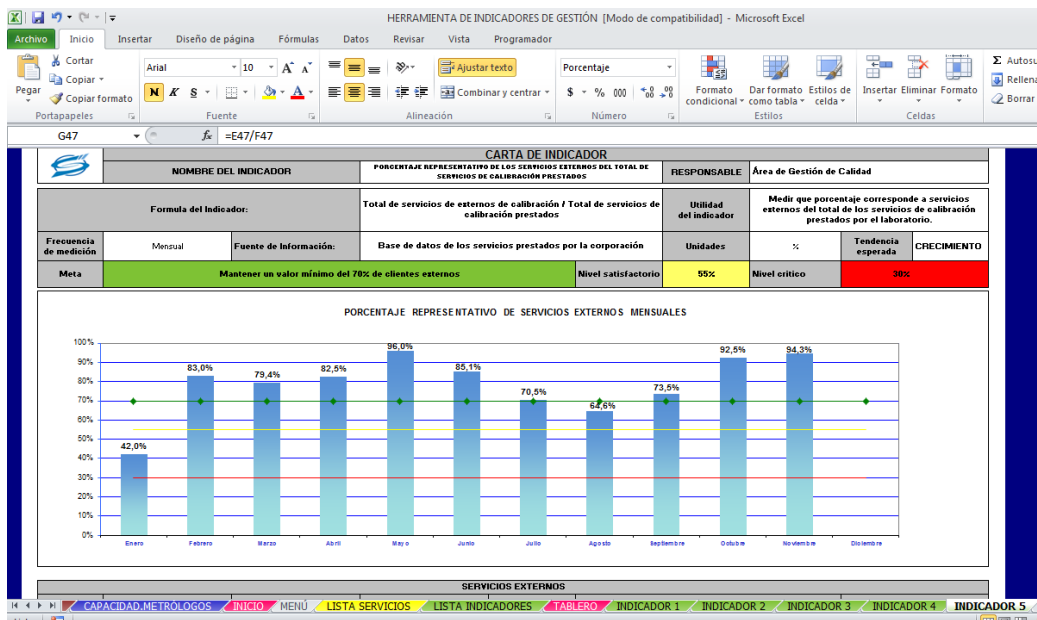 HERRAMIENTA DE INDICADORES DE GESTIÓN [Modo de compatibilidad] - Microsoft Excel
Archivo Inicio Insertar Diseño de página Fórmulas Datos Revisar Vista Programador
Pegar
Cortar
Copiar
Copiar formato
Portapapeles
Arial 10
N K S
Fuente
Ajustar texto
Combinar y centrar
Alineación
Porcentaje
$ % 000
Número
Formato condicional
Dar formato como tabla
Estilos de celda
Estilos
Insertar Eliminar Formato
Celdas
Σ Autosu
Rellena
Borrar
G47 fx =E47/F47
CARTA DE INDICADOR
NOMBRE DEL INDICADOR
PORCENTAJE REPRESENTATIVO DE LOS SERVICIOS EXTERNOS DEL TOTAL DE
SERVICIOS DE CALIBRACIÓN PRESTADOS
RESPONSABLE Área de Gestión de Calidad
Formula del Indicador:
Total de servicios de externos de calibración / Total de servicios de
calibración prestados
Utilidad
del indicador
Medir que porcentaje corresponde a servicios
externos del total de los servicios de calibración
prestados por el laboratorio.
Frecuencia
de medición
Mensual
Fuente de Información:
Base de datos de los servicios prestados por la corporación
Unidades
%
Tendencia
esperada
CRECIMIENTO
Meta
Mantener un valor mínimo del 70% de clientes externos
Nivel satisfactorio
55%
Nivel critico
30%
PORCENTAJE REPRESENTATIVO DE SERVICIOS EXTERNOS MENSUALES
100%
90%
80%
70%
60%
50%
40%
30%
20%
10%
0%
42,0%
83,0%
79,4%
82,5%
96,0%
85,1%
70,5%
64,6%
73,5%
92,5%
94,3%
Enero Febrero Marzo Abril Mayo Junio Julio Agosto Septiembre Octubre Noviembre Diciembre
SERVICIOS EXTERNOS
CAPACIDAD.METRÓLOGOS INICIO MENÚ LISTA SERVICIOS LISTA INDICADORES TABLERO INDICADOR 1 INDICADOR 2 INDICADOR 3 INDICADOR 4 INDICADOR 5